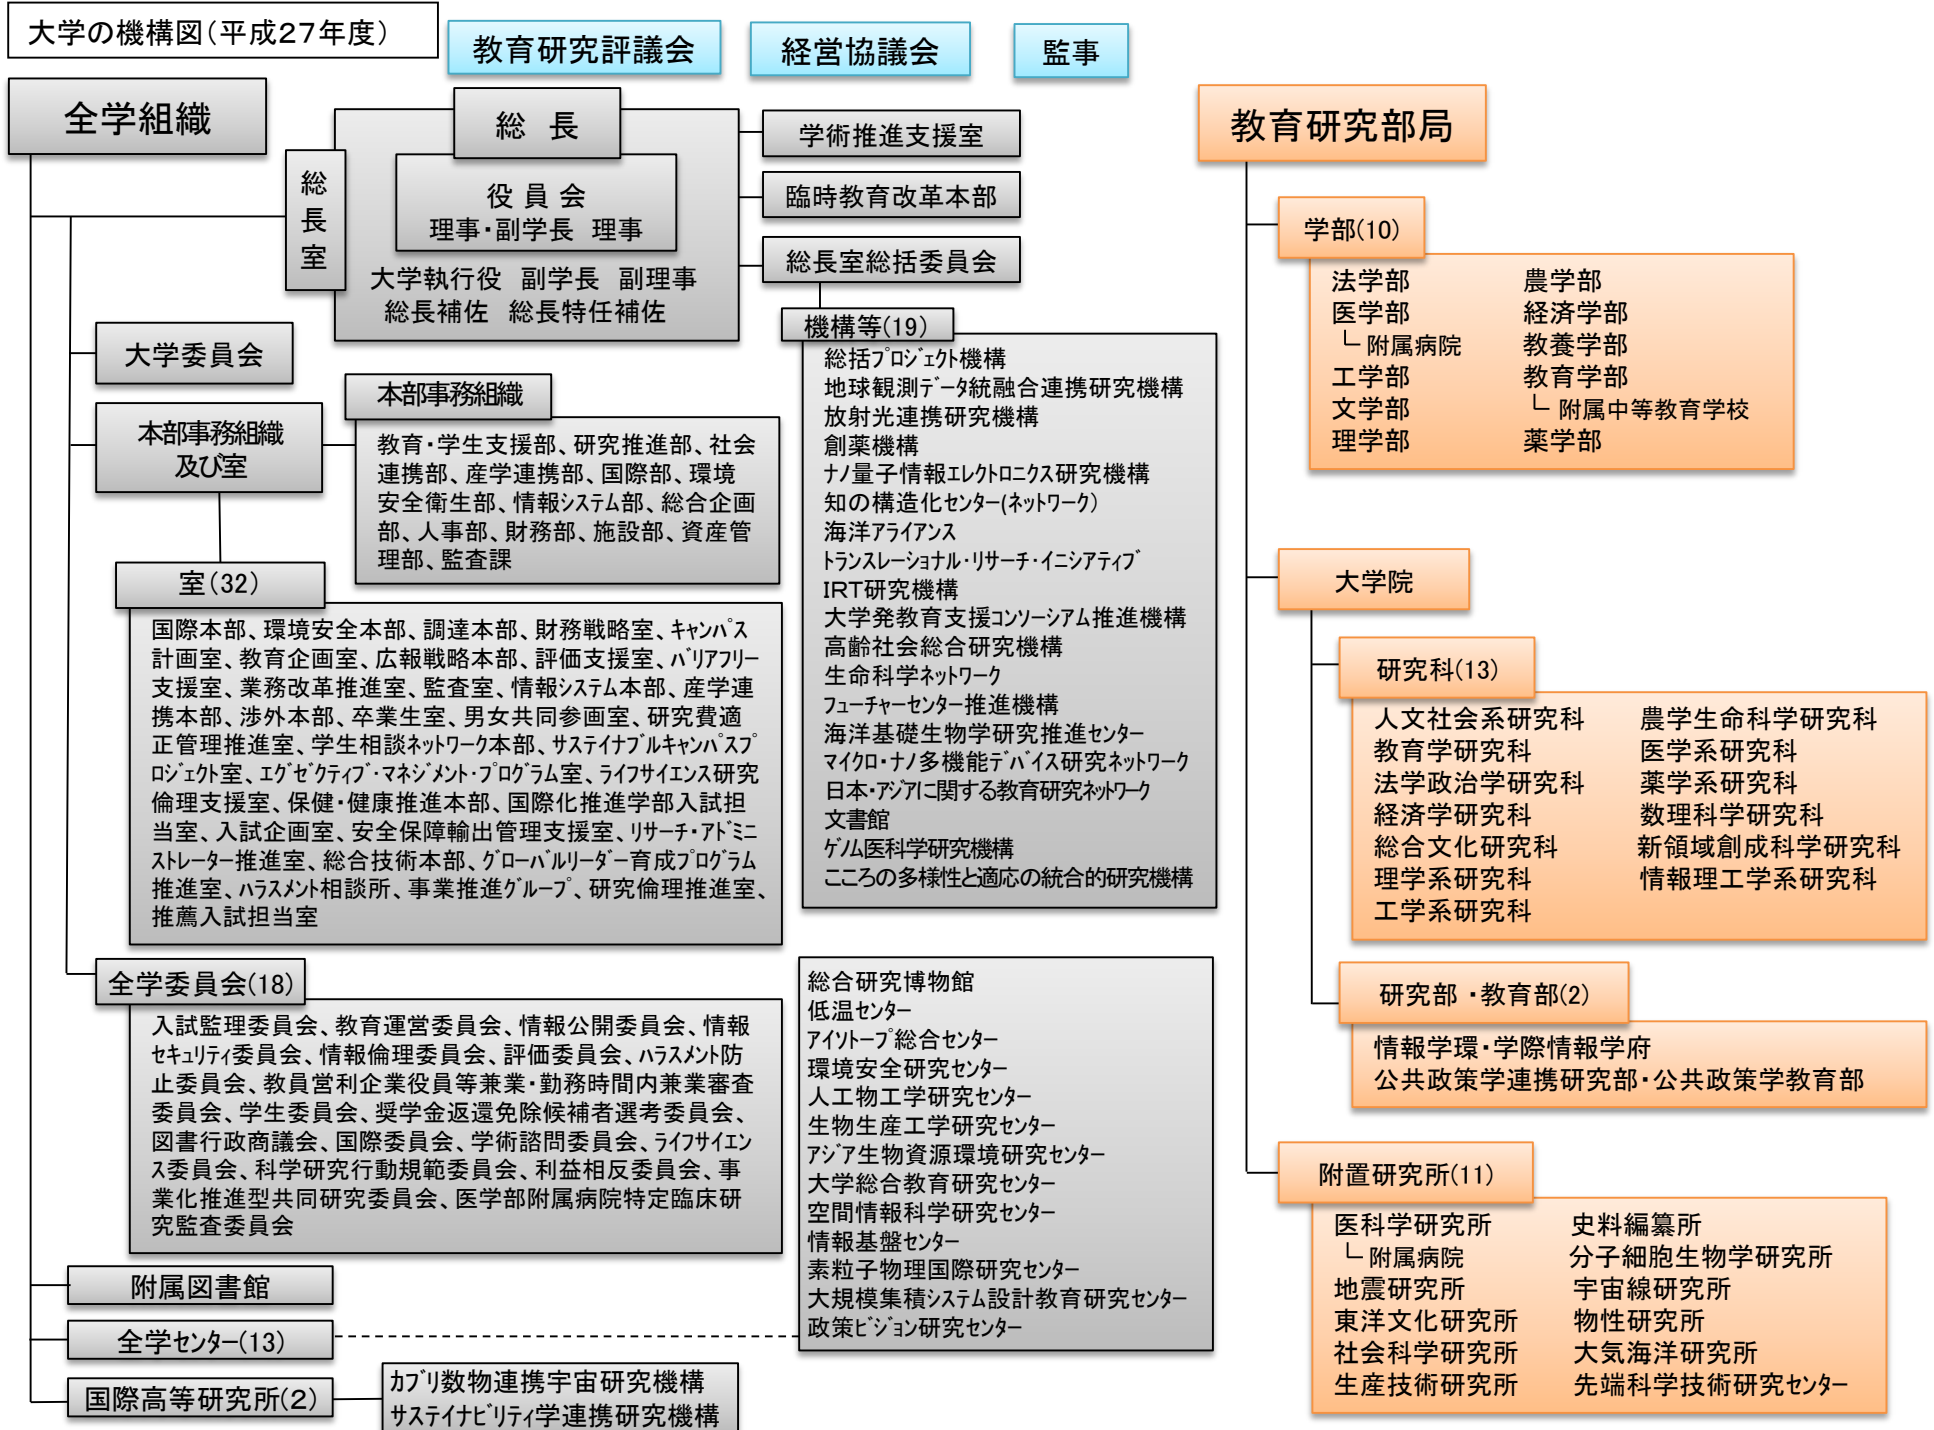 大学の機構図(平成27年度)
教育研究評議会
経営協議会
監事
全学組織
総長室
総 長
役 員 会
理事・副学長 理事
大学執行役 副学長 副理事
総長補佐 総長特任補佐
学術推進支援室
臨時教育改革本部
総長室総括委員会
機構等(19)
総括プロジェクト機構
地球観測データ統融合連携研究機構
放射光連携研究機構
創薬機構
ナノ量子情報エレクトロニクス研究機構
知の構造化センター(ネットワーク)
海洋アライアンス
トランスレーショナル・リサーチ・イニシアティブ
IRT研究機構
大学発教育支援コンソーシアム推進機構
高齢社会総合研究機構
生命科学ネットワーク
フューチャーセンター推進機構
海洋基礎生物学研究推進センター
マイクロ・ナノ多機能デバイス研究ネットワーク
日本・アジアに関する教育研究ネットワーク
文書館
ゲノム医科学研究機構
こころの多様性と適応の統合的研究機構
大学委員会
本部事務組織
及び室
本部事務組織
教育・学生支援部、研究推進部、社会
連携部、産学連携部、国際部、環境
安全衛生部、情報システム部、総合企画
部、人事部、財務部、施設部、資産管
理部、監査課
室(32)
国際本部、環境安全本部、調達本部、財務戦略室、キャンパス
計画室、教育企画室、広報戦略本部、評価支援室、バリアフリー
支援室、業務改革推進室、監査室、情報システム本部、産学連
携本部、渉外本部、卒業生室、男女共同参画室、研究費適
正管理推進室、学生相談ネットワーク本部、サステイナブルキャンパスプ
ロジェクト室、エグゼクティブ・マネジメント・プログラム室、ライフサイエンス研究
倫理支援室、保健・健康推進本部、国際化推進学部入試担
当室、入試企画室、安全保障輸出管理支援室、リサーチ・アドミニ
ストレーター推進室、総合技術本部、グローバルリーダー育成プログラム
推進室、ハラスメント相談所、事業推進グループ、研究倫理推進室、
推薦入試担当室
全学委員会(18)
入試監理委員会、教育運営委員会、情報公開委員会、情報
セキュリティ委員会、情報倫理委員会、評価委員会、ハラスメント防
止委員会、教員営利企業役員等兼業・勤務時間内兼業審査
委員会、学生委員会、奨学金返還免除候補者選考委員会、
図書行政商議会、国際委員会、学術諮問委員会、ライフサイエン
ス委員会、科学研究行動規範委員会、利益相反委員会、事
業化推進型共同研究委員会、医学部附属病院特定臨床研
究監査委員会
附属図書館
全学センター(13)
総合研究博物館
低温センター
アイソトープ総合センター
環境安全研究センター
人工物工学研究センター
生物生産工学研究センター
アジア生物資源環境研究センター
大学総合教育研究センター
空間情報科学研究センター
情報基盤センター
素粒子物理国際研究センター
大規模集積システム設計教育研究センター
政策ビジョン研究センター
国際高等研究所(2)
カブリ数物連携宇宙研究機構
サステイナビリティ学連携研究機構
教育研究部局
学部(10)
法学部
医学部
附属病院
工学部
文学部
理学部
農学部
経済学部
教養学部
教育学部
附属中等教育学校
薬学部
大学院
研究科(13)
人文社会系研究科
教育学研究科
法学政治学研究科
経済学研究科
総合文化研究科
理学系研究科
工学系研究科
農学生命科学研究科
医学系研究科
薬学系研究科
数理科学研究科
新領域創成科学研究科
情報理工学系研究科
研究部・教育部(2)
情報学環・学際情報学府
公共政策学連携研究部・公共政策学教育部
附置研究所(11)
医科学研究所
附属病院
地震研究所
東洋文化研究所
社会科学研究所
生産技術研究所
史料編纂所
分子細胞生物学研究所
宇宙線研究所
物性研究所
大気海洋研究所
先端科学技術研究センター